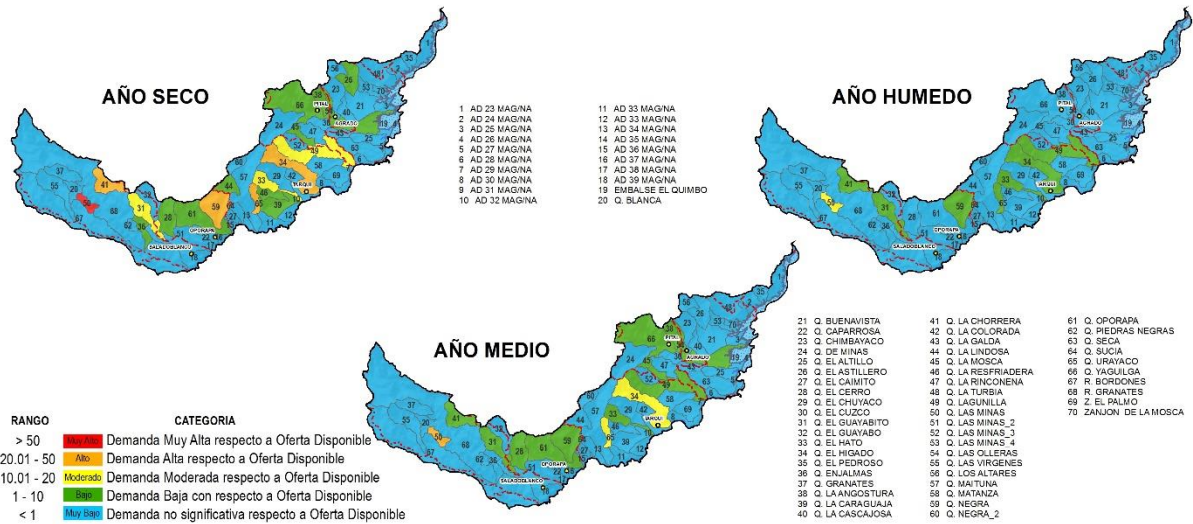 AÑO SECO
AÑO HUMEDO
AÑO MEDIO
1 AD 23 MAG/NA
2 AD 24 MAG/NA
3 AD 25 MAG/NA
4 AD 26 MAG/NA
5 AD 27 MAG/NA
6 AD 28 MAG/NA
7 AD 29 MAG/NA
8 AD 30 MAG/NA
9 AD 31 MAG/NA
10 AD 32 MAG/NA
11 AD 33 MAG/NA
12 AD 33 MAG/NA
13 AD 34 MAG/NA
14 AD 35 MAG/NA
15 AD 36 MAG/NA
16 AD 37 MAG/NA
17 AD 38 MAG/NA
18 AD 39 MAG/NA
19 EMBALSE EL QUIMBO
20 Q. BLANCA
21 Q. BUENAVISTA
22 Q. CAPARROSA
23 Q. CHIMBAYACO
24 Q. DE MINAS
25 Q. EL ALTILLO
26 Q. EL ASTILLERO
27 Q. EL CAIMITO
28 Q. EL CERRO
29 Q. EL CHUYACO
30 Q. EL CUZCO
31 Q. EL GUAYABITO
32 Q. EL GUAYABO
33 Q. EL HATO
34 Q. EL HIGADO
35 Q. EL PEDROSO
36 Q. ENJALMAS
37 Q. GRANATES
38 Q. LA ANGOSTURA
39 Q. LA CARAGUAJA
40 Q. LA CASCAJOSA
41 Q. LA CHORRERA
42 Q. LA COLORADA
43 Q. LA GALDA
44 Q. LA LINDOSA
45 Q. LA MOSCA
46 Q. LA RESFRIADERA
47 Q. LA RINCONENA
48 Q. LA TURBIA
49 Q. LAGUNILLA
50 Q. LAS MINAS
51 Q. LAS MINAS_2
52 Q. LAS MINAS_3
53 Q. LAS MINAS_4
54 Q. LAS OLLERAS
55 Q. LAS VIRGENES
56 Q. LOS ALTARES
57 Q. MAITUNA
58 Q. MATANZA
59 Q. NEGRA
60 Q. NEGRA_2
61 Q. OPORAPA
62 Q. PIEDRAS NEGRAS
63 Q. SECA
64 Q. SUCIA
65 Q. URAYACO
66 Q. YAGUILGA
67 R. BORDONES
68 R. GRANATES
69 Z. EL PALMO
70 ZANJON DE LA MOSCA
PITAL
AGRADO
TARQUI
OPORAPA
SALADOBLANCO
PITAL
AGRADO
TARQUI
OPORAPA
SALADOBLANCO
PITAL
AGRADO
TARQUI
OPORAPA
SALADOBLANCO
RANGO CATEGORIA
> 50 Muy Alto Demanda Muy Alta respecto a Oferta Disponible
20.01 - 50 Alto Demanda Alta respecto a Oferta Disponible
10.01 - 20 Moderado Demanda Moderada respecto a Oferta Disponible
1 - 10 Bajo Demanda Baja con respecto a Oferta Disponible
< 1 Muy Bajo Demanda no significativa respecto a Oferta Disponible